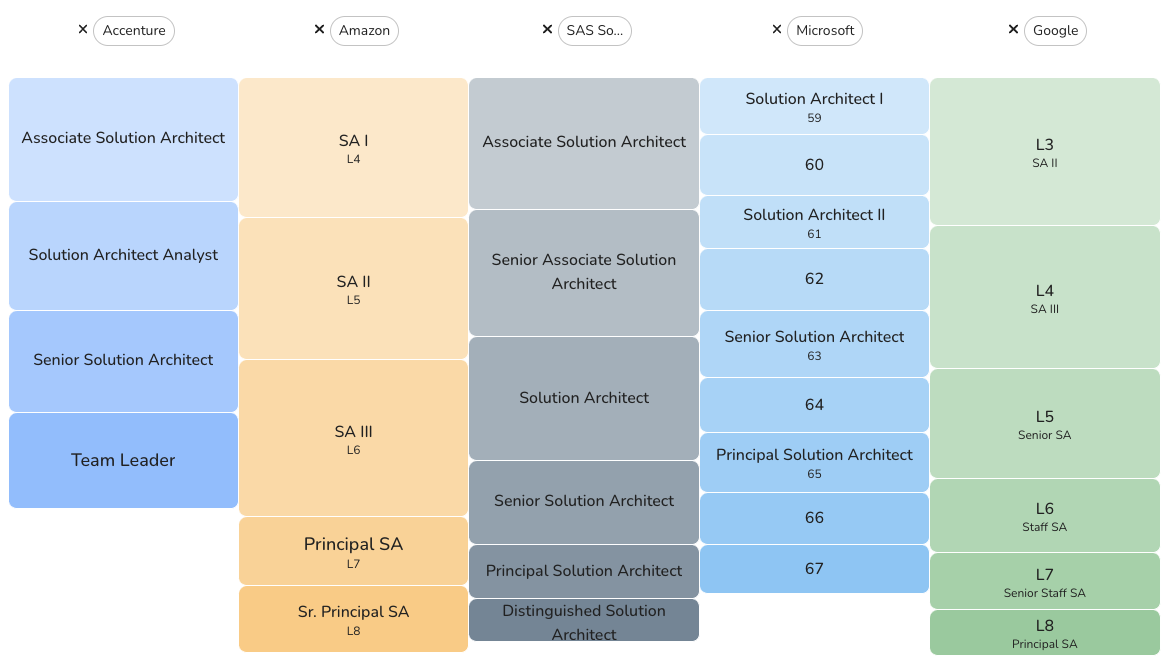 × Accenture
× Amazon
× SAS So...
× Microsoft
× Google
Associate Solution Architect
Solution Architect Analyst
Senior Solution Architect
Team Leader
SA I
L4
SA II
L5
SA III
L6
Principal SA
L7
Sr. Principal SA
L8
Associate Solution Architect
Senior Associate Solution
Architect
Solution Architect
Senior Solution Architect
Principal Solution Architect
Distinguished Solution
Architect
Solution Architect I
59
60
Solution Architect II
61
62
Senior Solution Architect
63
64
Principal Solution Architect
65
66
67
L3
SA II
L4
SA III
L5
Senior SA
L6
Staff SA
L7
Senior Staff SA
L8
Principal SA